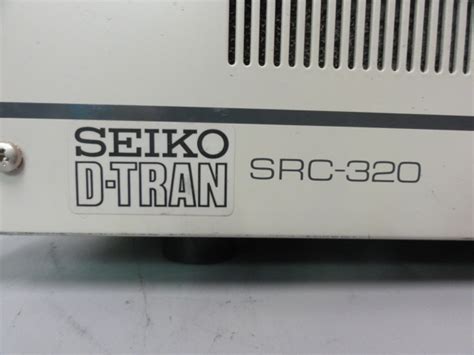 SEIKO
D-TRAN SRC-320